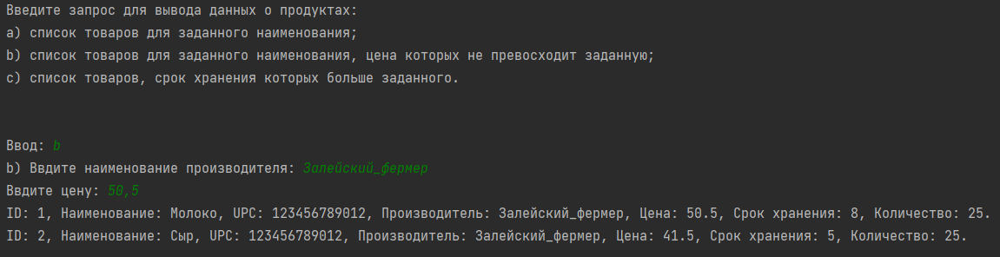 Введите запрос для вывода данных о продуктах:
a) список товаров для заданного наименования;
b) список товаров для заданного наименования, цена которых не превосходит заданную;
c) список товаров, срок хранения которых больше заданного.
Ввод: b
b) Ввдите наименование производителя: Залейский_фермер
Ввдите цену: 50,5
ID: 1, Наименование: Молоко, UPC: 123456789012, Производитель: Залейский_фермер, Цена: 50.5, Срок хранения: 8, Количество: 25.
ID: 2, Наименование: Сыр, UPC: 123456789012, Производитель: Залейский_фермер, Цена: 41.5, Срок хранения: 5, Количество: 25.